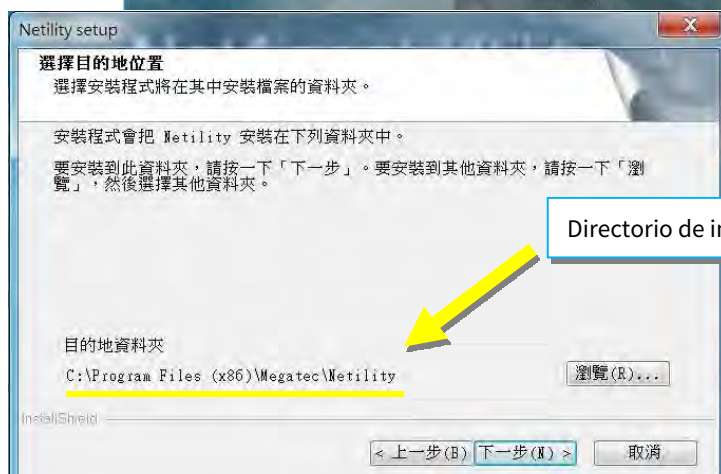 Netility setup
選擇目的地位置
選擇安裝程式將在其中安裝檔案的資料夾。
安裝程式會把 Netility 安裝在下列資料夾中。
要安裝到此資料夾,請按一下「下一步」。要安裝到其他資料夾,請按一下「瀏
覽」,然後選擇其他資料夾。
Directorio de in
目的地資料夾
C:\Program Files (x86)\Megatec\Netility
瀏覽(R)...
InstallShield
< 上一步(B) 下一步(N) > 取消